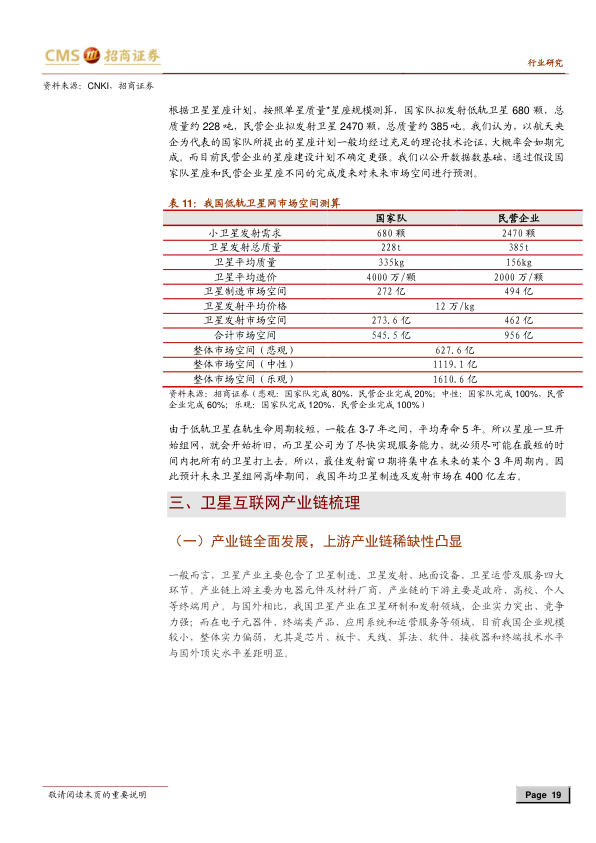 CMS 招商证券
行业研究
资料来源：CNKI、招商证券
根据卫星星座计划，按照单星质量*星座规模测算，国家队拟发射低轨卫星 680 颗，总
质量约 228 吨，民营企业拟发射卫星 2470 颗，总质量约 385 吨。我们认为，以航天央
企为代表的国家队所提出的星座计划一般均经过充足的理论技术论证，大概率会如期完
成。而目前民营企业的星座建设计划不确定更强。我们以公开数据数基础，通过假设国
家队星座和民营企业星座不同的完成度来对未来市场空间进行预测。
表 11：我国低轨卫星网市场空间测算
国家队 民营企业
小卫星发射需求 680 颗 2470 颗
卫星发射总质量 228t 385t
卫星平均质量 335kg 156kg
卫星平均造价 4000 万/颗 2000 万/颗
卫星制造市场空间 272 亿 494 亿
卫星发射平均价格 12 万/kg
卫星发射市场空间 273.6 亿 462 亿
合计市场空间 545.5 亿 956 亿
整体市场空间（悲观） 627.6 亿
整体市场空间（中性） 1119.1 亿
整体市场空间（乐观） 1610.6 亿
资料来源：招商证券（悲观：国家队完成 80%，民营企业完成 20%；中性：国家队完成 100%，民营
企业完成 60%；乐观：国家队完成 120%，民营企业完成 100%）
由于低轨卫星在轨生命周期较短，一般在 3-7 年之间，平均寿命 5 年。所以星座一旦开
始组网，就会开始折旧，而卫星公司为了尽快实现服务能力，就必须尽可能在最短的时
间内把所有的卫星打上去。所以，最佳发射窗口期将集中在未来的某个 3 年周期内。因
此预计未来卫星组网高峰期间，我国年均卫星制造及发射市场在 400 亿左右。
三、卫星互联网产业链梳理
（一）产业链全面发展，上游产业链稀缺性凸显
一般而言，卫星产业主要包含了卫星制造、卫星发射、地面设备、卫星运营及服务四大
环节。产业链上游主要为电器元件及材料厂商，产业链的下游主要是政府，高校、个人
等终端用户。与国外相比，我国卫星产业在卫星研制和发射领域，企业实力突出、竞争
力强；而在电子元器件，终端类产品，应用系统和运营服务等领域，目前我国企业规模
较小，整体实力偏弱，尤其是芯片、板卡、天线、算法、软件、接收器和终端技术水平
与国外顶尖水平差距明显。
敬请阅读末页的重要说明
Page 19